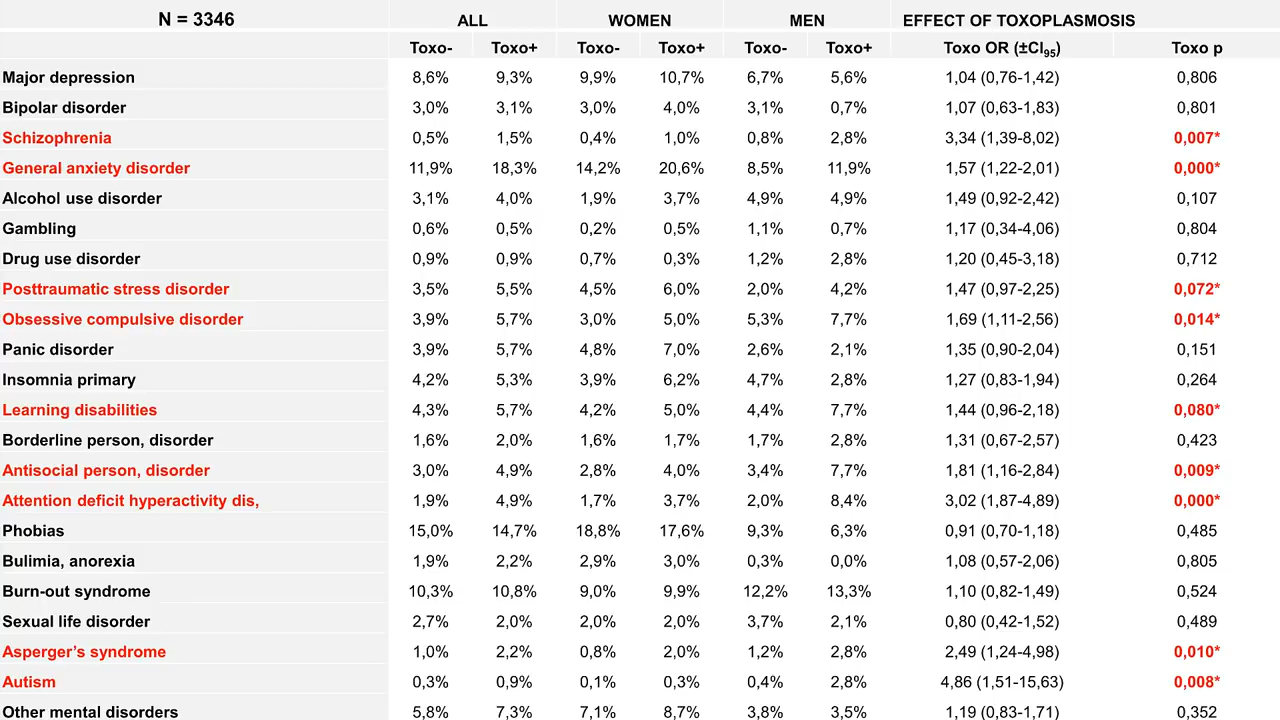 N = 3346 ALL WOMEN MEN EFFECT OF TOXOPLASMOSIS
Toxo- Toxo+ Toxo- Toxo+ Toxo- Toxo+ Toxo OR (±CI95) Toxo p
Major depression 8,6% 9,3% 9,9% 10,7% 6,7% 5,6% 1,04 (0,76-1,42) 0,806
Bipolar disorder 3,0% 3,1% 3,0% 4,0% 3,1% 0,7% 1,07 (0,63-1,83) 0,801
Schizophrenia 0,5% 1,5% 0,4% 1,0% 0,8% 2,8% 3,34 (1,39-8,02) 0,007*
General anxiety disorder 11,9% 18,3% 14,2% 20,6% 8,5% 11,9% 1,57 (1,22-2,01) 0,000*
Alcohol use disorder 3,1% 4,0% 1,9% 3,7% 4,9% 4,9% 1,49 (0,92-2,42) 0,107
Gambling 0,6% 0,5% 0,2% 0,5% 1,1% 0,7% 1,17 (0,34-4,06) 0,804
Drug use disorder 0,9% 0,9% 0,7% 0,3% 1,2% 2,8% 1,20 (0,45-3,18) 0,712
Posttraumatic stress disorder 3,5% 5,5% 4,5% 6,0% 2,0% 4,2% 1,47 (0,97-2,25) 0,072*
Obsessive compulsive disorder 3,9% 5,7% 3,0% 5,0% 5,3% 7,7% 1,69 (1,11-2,56) 0,014*
Panic disorder 3,9% 5,7% 4,8% 7,0% 2,6% 2,1% 1,35 (0,90-2,04) 0,151
Insomnia primary 4,2% 5,3% 3,9% 6,2% 4,7% 2,8% 1,27 (0,83-1,94) 0,264
Learning disabilities 4,3% 5,7% 4,2% 5,0% 4,4% 7,7% 1,44 (0,96-2,18) 0,080*
Borderline person, disorder 1,6% 2,0% 1,6% 1,7% 1,7% 2,8% 1,31 (0,67-2,57) 0,423
Antisocial person, disorder 3,0% 4,9% 2,8% 4,0% 3,4% 7,7% 1,81 (1,16-2,84) 0,009*
Attention deficit hyperactivity dis, 1,9% 4,9% 1,7% 3,7% 2,0% 8,4% 3,02 (1,87-4,89) 0,000*
Phobias 15,0% 14,7% 18,8% 17,6% 9,3% 6,3% 0,91 (0,70-1,18) 0,485
Bulimia, anorexia 1,9% 2,2% 2,9% 3,0% 0,3% 0,0% 1,08 (0,57-2,06) 0,805
Burn-out syndrome 10,3% 10,8% 9,0% 9,9% 12,2% 13,3% 1,10 (0,82-1,49) 0,524
Sexual life disorder 2,7% 2,0% 2,0% 2,0% 3,7% 2,1% 0,80 (0,42-1,52) 0,489
Asperger’s syndrome 1,0% 2,2% 0,8% 2,0% 1,2% 2,8% 2,49 (1,24-4,98) 0,010*
Autism 0,3% 0,9% 0,1% 0,3% 0,4% 2,8% 4,86 (1,51-15,63) 0,008*
Other mental disorders 5,8% 7,3% 7,1% 8,7% 3,8% 3,5% 1,19 (0,83-1,71) 0,352